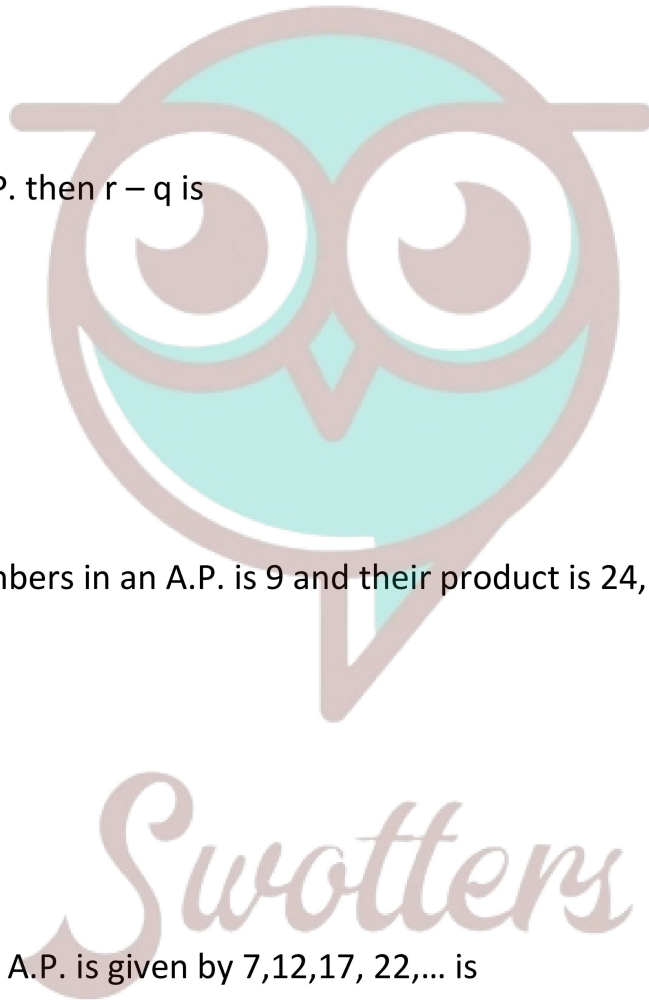 P. then r – q is
nbers in an A.P. is 9 and their product is 24,
Swotters
A.P. is given by 7,12,17, 22,… is